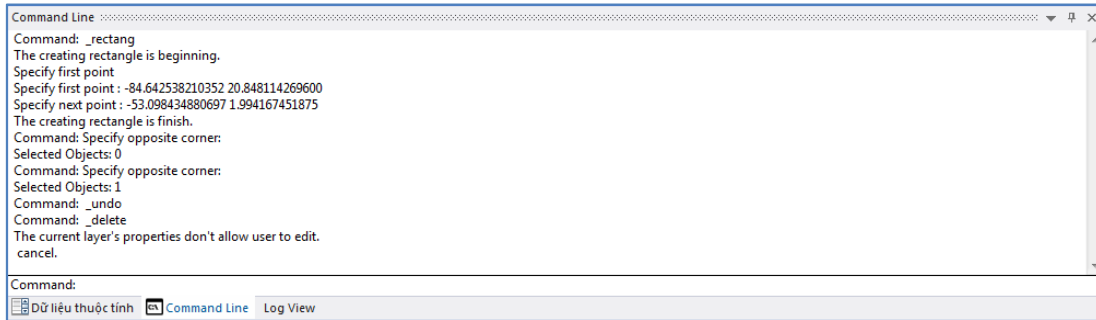 Command Line
Command: _rectang
The creating rectangle is beginning.
Specify first point
Specify first point : -84.642538210352 20.848114269600
Specify next point : -53.098434880697 1.994167451875
The creating rectangle is finish.
Command: Specify opposite corner:
Selected Objects: 0
Command: Specify opposite corner:
Selected Objects: 1
Command: _undo
Command: _delete
The current layer's properties don't allow user to edit.
cancel.
Command:
Dữ liệu thuộc tính Command Line Log View